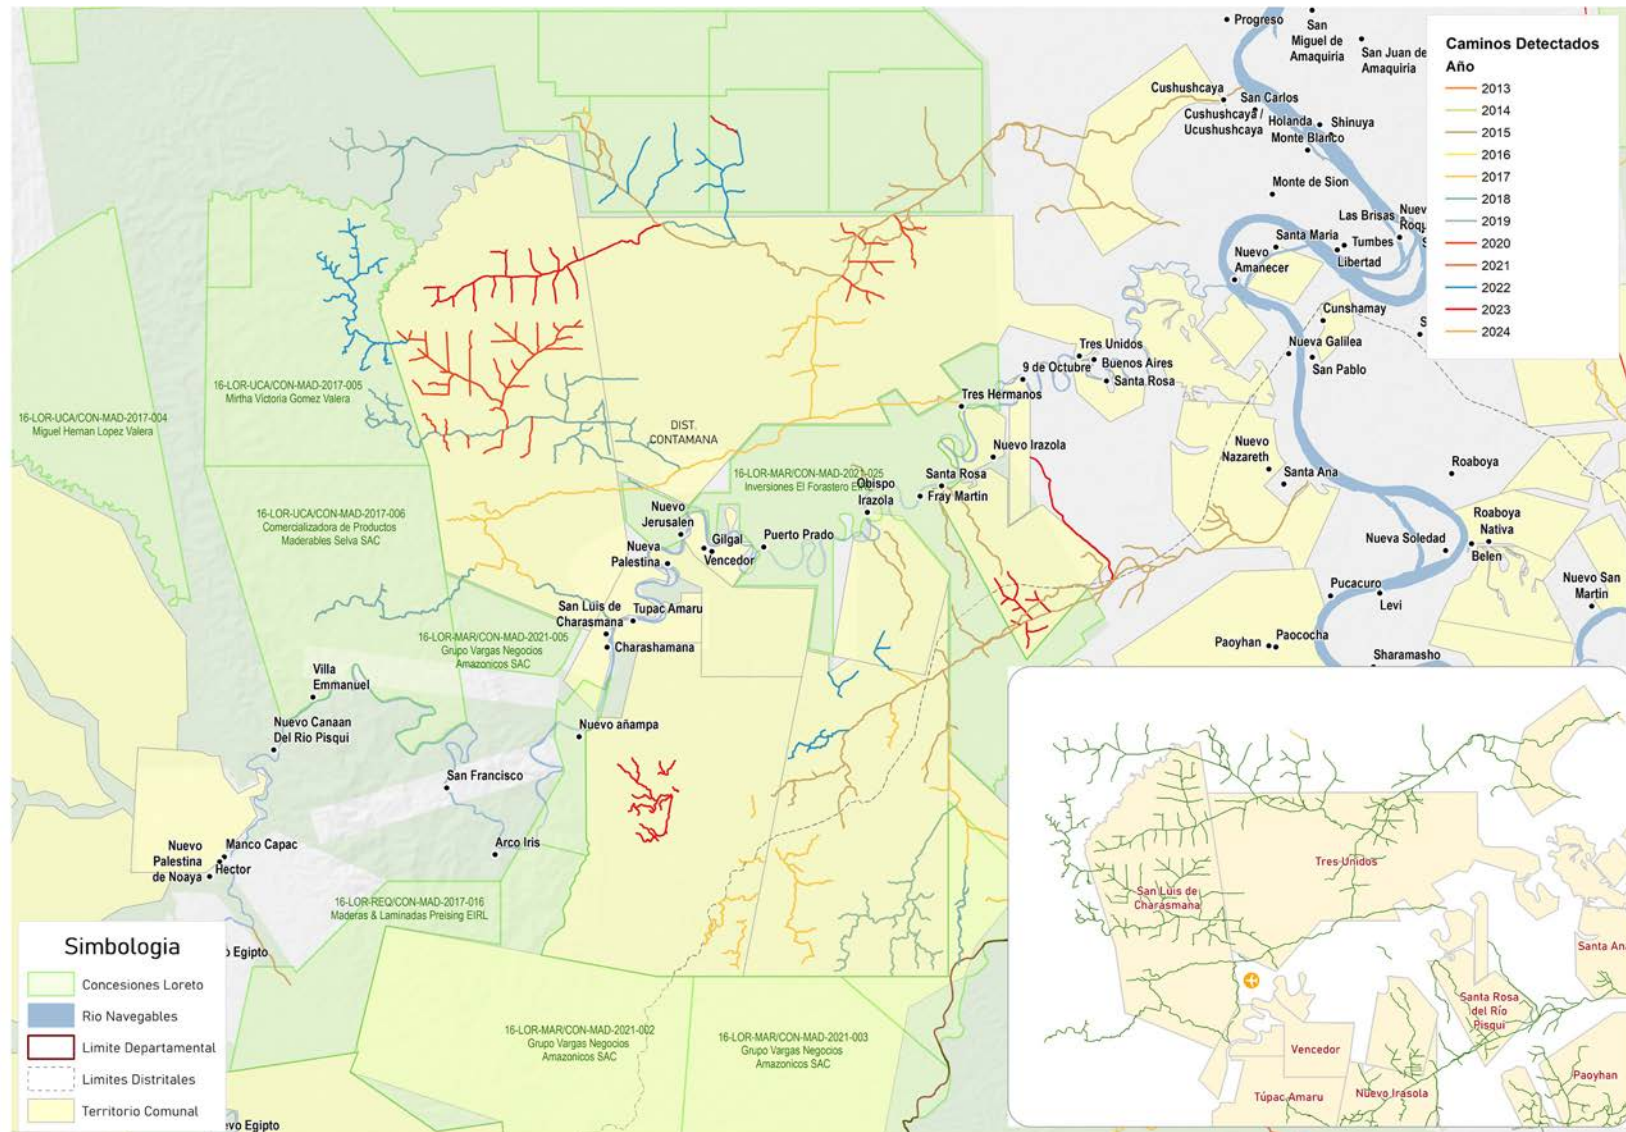 Progreso
San
Miguel de
Amaquiria
San Juan de
Amaquiria
Cushushcaya
San Carlos
Cushushcaya /
Ucushushcaya
Holanda
Shinuya
Monte Blanco
Monte de Sion
Las Brisas
Santa Maria
Tumbes
Libertad
Nuevo
Amanecer
Cunshamay
Nueva Galilea
San Pablo
Tres Unidos
9 de Octubre
Buenos Aires
Santa Rosa
Tres Hermanos
Nuevo Irazola
Nuevo
Nazareth
Santa Ana
Roaboya
Roaboya
Nativa
Nueva Soledad
Belen
Pucacuro
Levi
Nuevo San
Martin
Paoyhan
Paococha
Sharamasho
16-LOR-UCA/CON-MAD-2017-005
Mirtha Victoria Gomez Valera
16-LOR-UCA/CON-MAD-2017-004
Miguel Hernan Lopez Valera
DIST.
CONTAMANA
16-LOR-MAR/CON-MAD-2021-025
Inversiones El Forastero EIRL
Obispo
Irazola
Santa Rosa
Fray Martin
16-LOR-UCA/CON-MAD-2017-006
Comercializadora de Productos
Maderables Selva SAC
Nuevo
Jerusalen
Gilgal
Vencedor
Puerto Prado
Nueva
Palestina
San Luis de
Charasmana
Tupac Amaru
Charashamana
16-LOR-MAR/CON-MAD-2021-005
Grupo Vargas Negocios
Amazonicos SAC
Villa
Emmanuel
Nuevo Canaan
Del Rio Pisqui
Nuevo añampa
San Francisco
Arco Iris
Nuevo
Palestina
de Noaya
Manco Capac
Hector
16-LOR-REQ/CON-MAD-2017-016
Maderas & Laminadas Preising EIRL
16-LOR-MAR/CON-MAD-2021-002
Grupo Vargas Negocios
Amazonicos SAC
16-LOR-MAR/CON-MAD-2021-003
Grupo Vargas Negocios
Amazonicos SAC
Egipto
Egipto
Caminos Detectados
Año
2013
2014
2015
2016
2017
2018
2019
2020
2021
2022
2023
2024
Simbologia
Concesiones Loreto
Rio Navegables
Limite Departamental
Limites Distritales
Territorio Comunal
Tres Unidos
San Luis de
Charasmana
Santa Ana
Santa Rosa
del Río
Pisqui
Vencedor
Túpac Amaru
Nuevo Irasola
Paoyhan